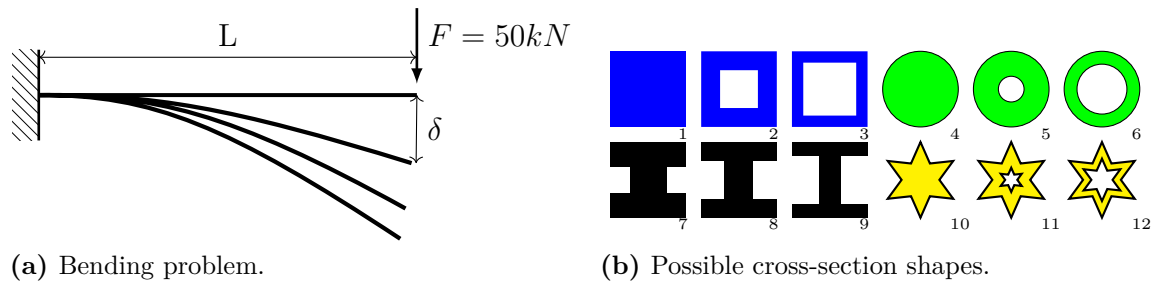 L
F = 50kN
δ
1 2 3 4 5 6
7 8 9 10 11 12
(a) Bending problem.
(b) Possible cross-section shapes.